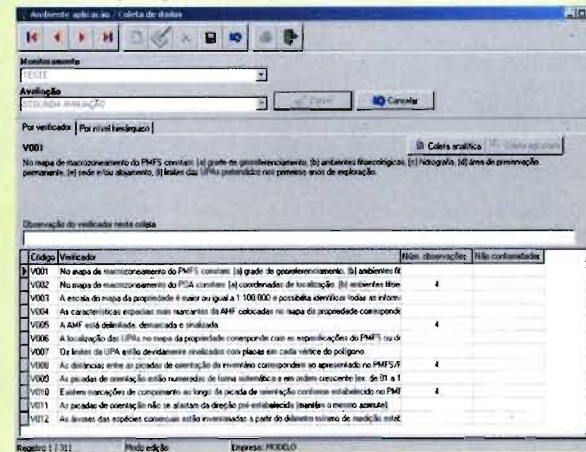 Ambiente aplicação / Coleta de dados
Monitoramento
TESTE
Avaliação
SEGUNDA AVALIAÇÃO
Cancelar
Por verificador Por nível hierárquico
V001
Coleta analítica
No mapa de macrozoneamento do PMFS constam: (a) grade de georeferenciamento, (b) ambientes fitoecológicos, (c) hidrografia, (d) área de preservação
permanente, (e) sede e/ou alojamento, (f) limites das UPAs pretendidos nos primeiros anos de exploração.
Observação do verificador nesta coleta
Código Verificador Núm. observações Não conformidades
V001 No mapa de macrozoneamento do PMFS constam: (a) grade de georeferenciamento, (b) ambientes fit
V002 No mapa de macrozoneamento do POA constam: (a) coordenadas de localização, (b) ambientes fitoe 4
V003 A escala do mapa da propriedade é maior ou igual a 1:100.000 e possibilita identificar todas as inform
V004 As características espaciais mais marcantes da AMF colocadas no mapa da propriedade corresponde
V005 A AMF está delimitada, demarcada e sinalizada. 4
V006 A localização das UPAs no mapa da propriedade corresponde com as especificações do PMFS ou do
V007 Os limites da UPA estão devidamente sinalizados com placas em cada vértice do polígono.
V008 As distâncias entre as picadas de orientação do inventário correspondem ao apresentado no PMFS/F 4
V009 As picadas de orientação estão numeradas de forma sistemática e em ordem crescente (ex. de 01 a 1
V010 Existem marcações de comprimento ao longo da picada de orientação conforme estabelecido no PMF 4
V011 As picadas de orientação não se afastam da direção pré-estabelecida (mantêm o mesmo azimute)
V012 As árvores das espécies comerciais estão inventariadas a partir do diâmetro mínimo de medição estab
Registro 1 / 311 Modo edição Empresa: MODELO